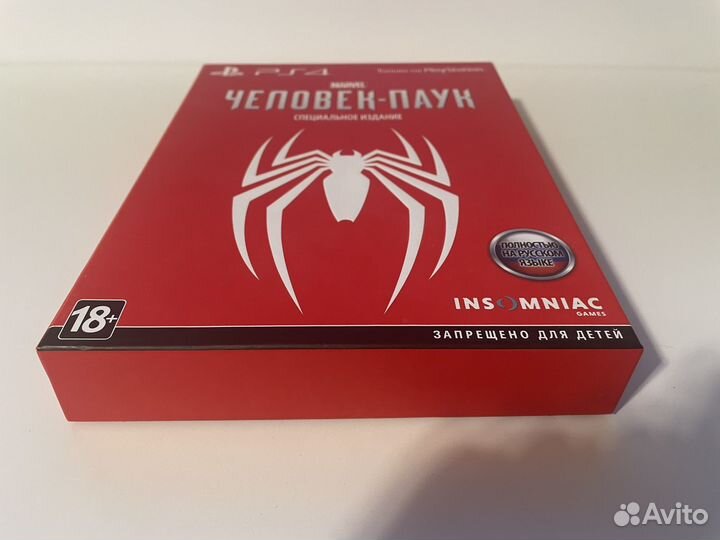 PS4 Только на PlayStation
MARVEL
ЧЕЛОВЕК-ПАУК
СПЕЦИАЛЬНОЕ ИЗДАНИЕ
ПОЛНОСТЬЮ
НА РУССКОМ
ЯЗЫКЕ
INSOMNIAC
GAMES
18+
ЗАПРЕЩЕНО ДЛЯ ДЕТЕЙ
Avito